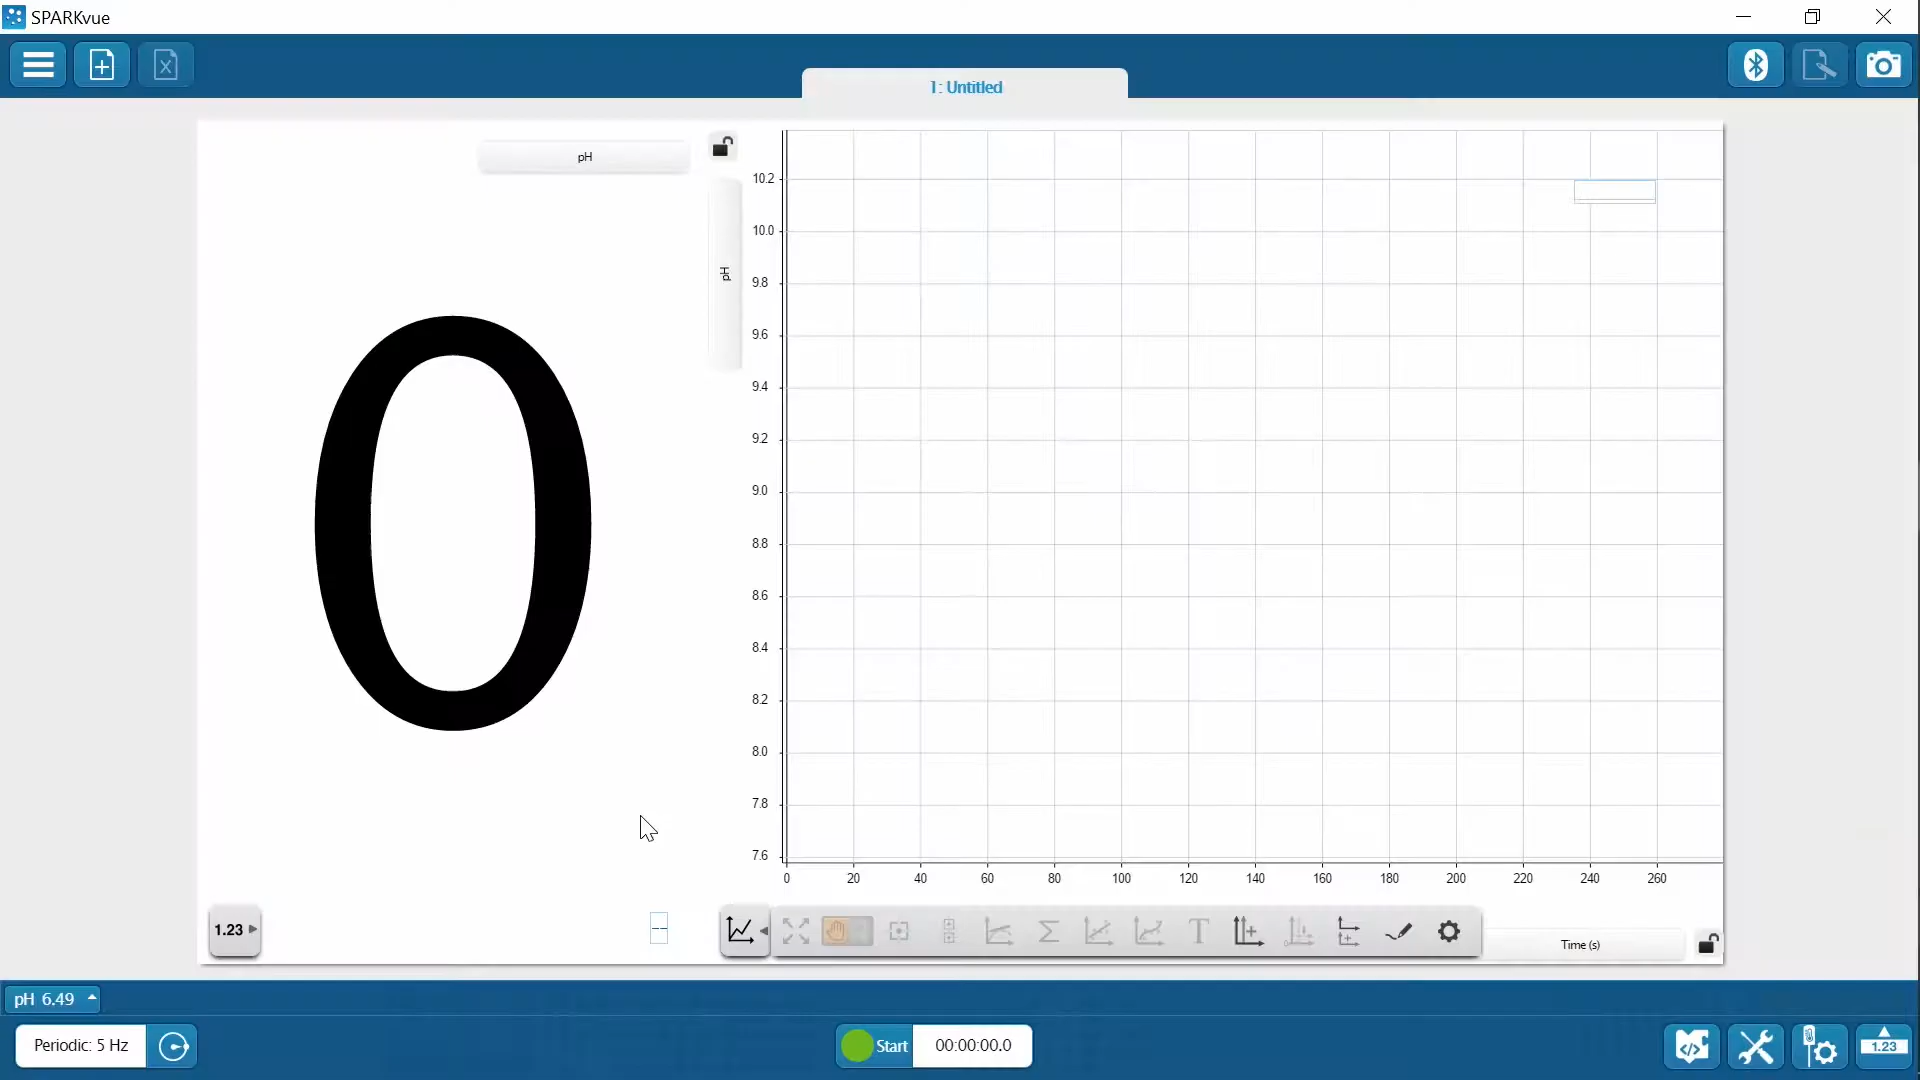 SPARKvue
1: Untitled
pH
pH
10.2
10.0
9.8
9.6
9.4
9.2
9.0
8.8
8.6
8.4
8.2
8.0
7.8
7.6
0 20 40 60 80 100 120 140 160 180 200 220 240 260
0
1.23
--
Σ
T
Time (s)
pH 6.49
Periodic: 5 Hz
Start
00:00:00.0
</>
1.23